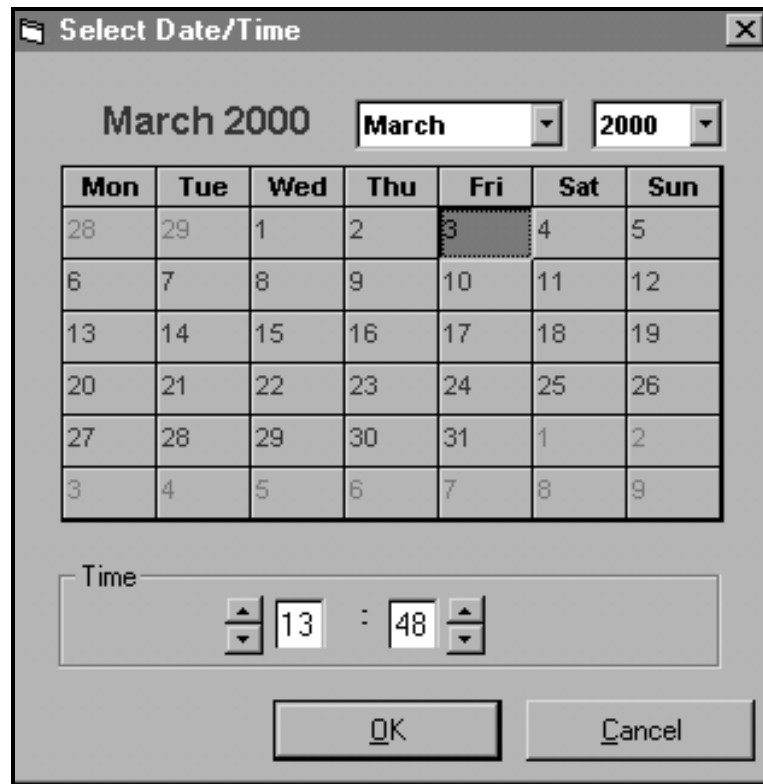 Select Date/Time
March 2000 March 2000
Mon Tue Wed Thu Fri Sat Sun
28 29 1 2 3 4 5
6 7 8 9 10 11 12
13 14 15 16 17 18 19
20 21 22 23 24 25 26
27 28 29 30 31 1 2
3 4 5 6 7 8 9
Time
13 : 48
OK Cancel